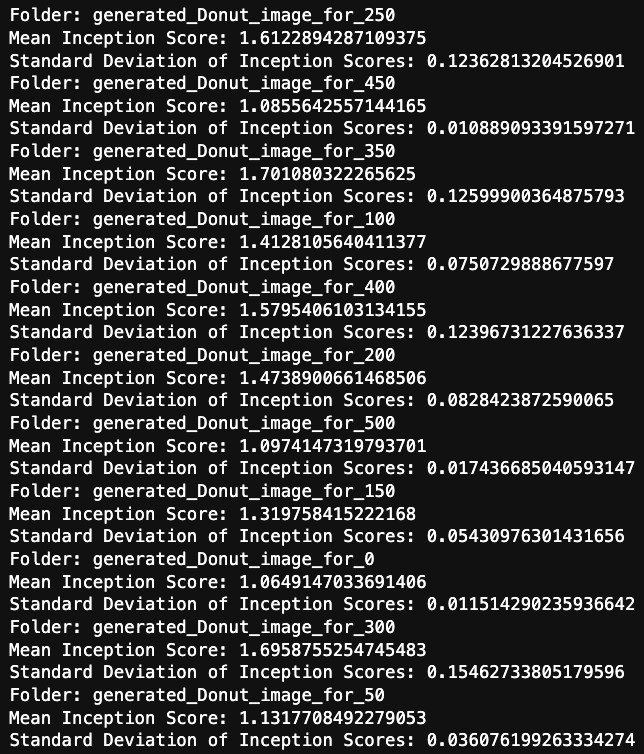 Folder: generated_Donut_image_for_250
Mean Inception Score: 1.6122894287109375
Standard Deviation of Inception Scores: 0.12362813204526901
Folder: generated_Donut_image_for_450
Mean Inception Score: 1.0855642557144165
Standard Deviation of Inception Scores: 0.010889093391597271
Folder: generated_Donut_image_for_350
Mean Inception Score: 1.701080322265625
Standard Deviation of Inception Scores: 0.12599900364875793
Folder: generated_Donut_image_for_100
Mean Inception Score: 1.4128105640411377
Standard Deviation of Inception Scores: 0.0750729888677597
Folder: generated_Donut_image_for_400
Mean Inception Score: 1.5795406103134155
Standard Deviation of Inception Scores: 0.12396731227636337
Folder: generated_Donut_image_for_200
Mean Inception Score: 1.4738900661468506
Standard Deviation of Inception Scores: 0.0828423872590065
Folder: generated_Donut_image_for_500
Mean Inception Score: 1.0974147319793701
Standard Deviation of Inception Scores: 0.017436685040593147
Folder: generated_Donut_image_for_150
Mean Inception Score: 1.319758415222168
Standard Deviation of Inception Scores: 0.05430976301431656
Folder: generated_Donut_image_for_0
Mean Inception Score: 1.0649147033691406
Standard Deviation of Inception Scores: 0.011514290235936642
Folder: generated_Donut_image_for_300
Mean Inception Score: 1.6958755254745483
Standard Deviation of Inception Scores: 0.15462733805179596
Folder: generated_Donut_image_for_50
Mean Inception Score: 1.1317708492279053
Standard Deviation of Inception Scores: 0.036076199263334274